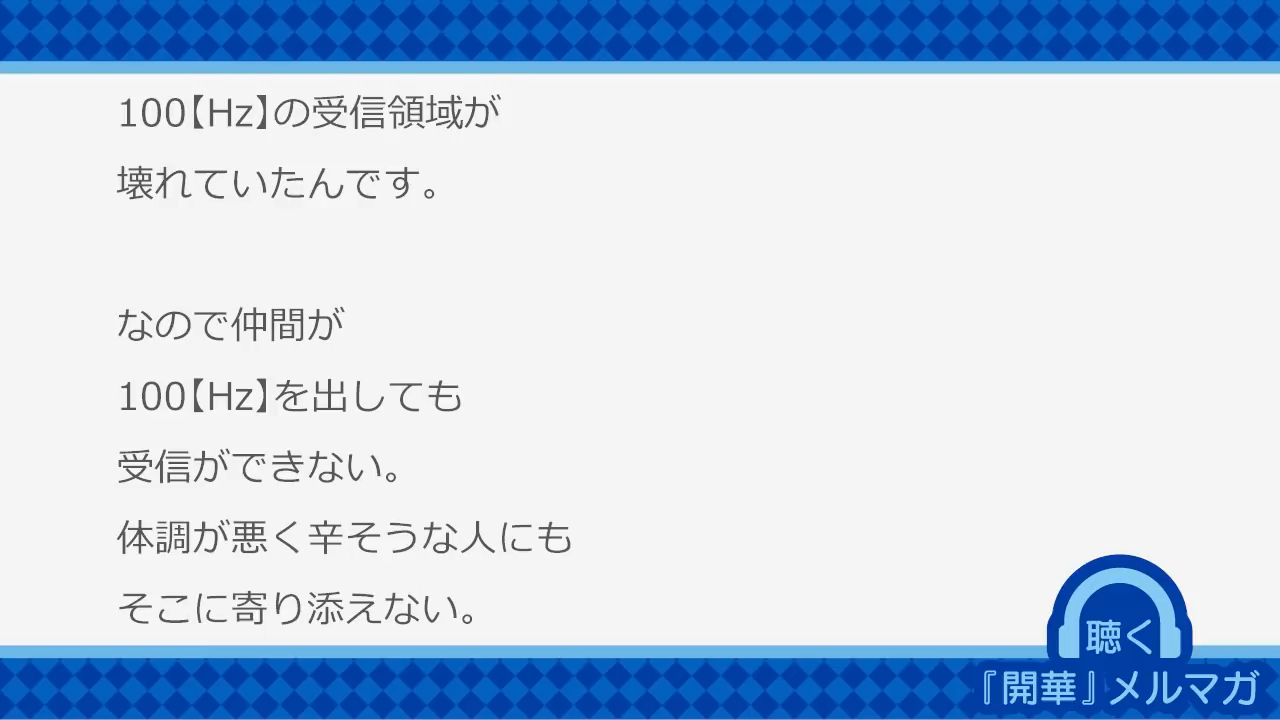 100【Hz】の受信領域が
壊れていたんです。
なので仲間が
100【Hz】を出しても
受信ができない。
体調が悪く辛そうな人にも
そこに寄り添えない。
聴く
『開華』メルマガ